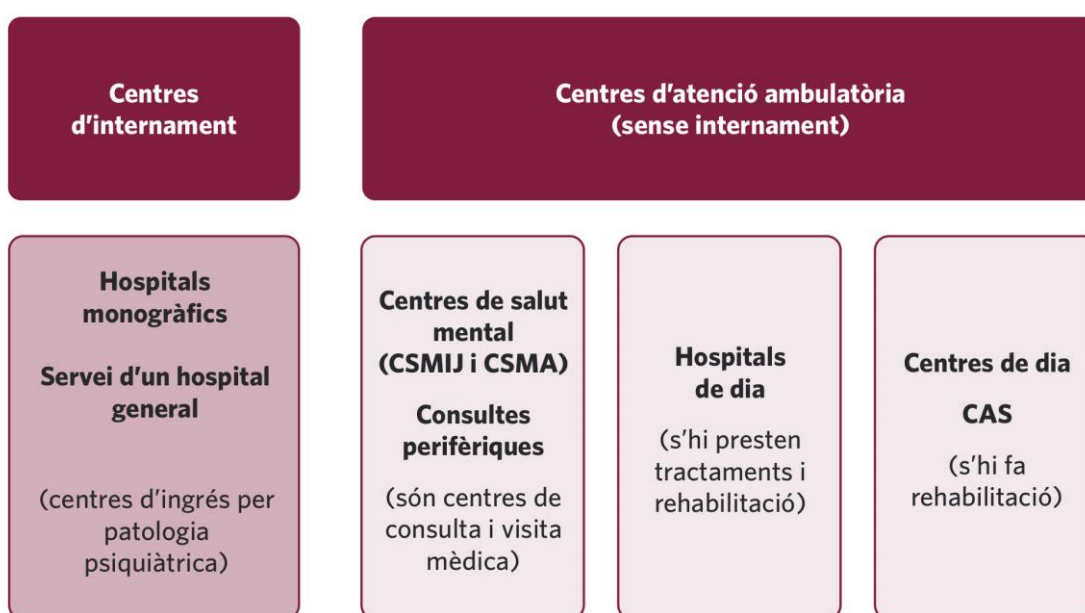 Centres
d'internament
Centres d'atenció ambulatòria
(sense internament)
Hospitals
monogràfics
Servei d'un hospital
general
(centres d'ingrés per
patologia
psiquiàtrica)
Centres de salut
mental
(CSMIJ i CSMA)
Consultes
perifèriques
(són centres de
consulta i visita
mèdica)
Hospitals
de dia
(s'hi presten
tractaments i
rehabilitació)
Centres de dia
CAS
(s'hi fa
rehabilitació)